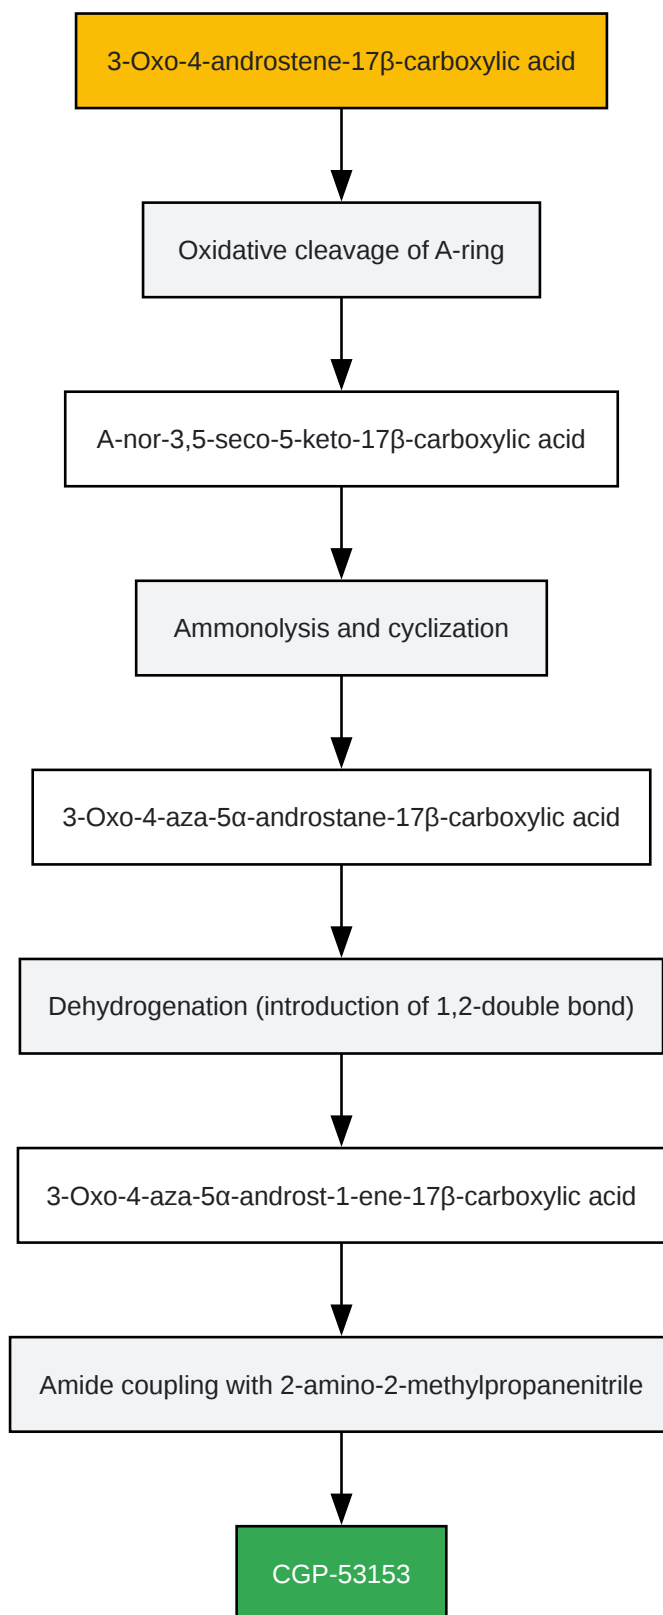 3-Oxo-4-androstene-17β-carboxylic acid
Oxidative cleavage of A-ring
A-nor-3,5-seco-5-keto-17β-carboxylic acid
Ammonolysis and cyclization
3-Oxo-4-aza-5α-androstane-17β-carboxylic acid
Dehydrogenation (introduction of 1,2-double bond)
3-Oxo-4-aza-5α-androst-1-ene-17β-carboxylic acid
Amide coupling with 2-amino-2-methylpropanenitrile
CGP-53153